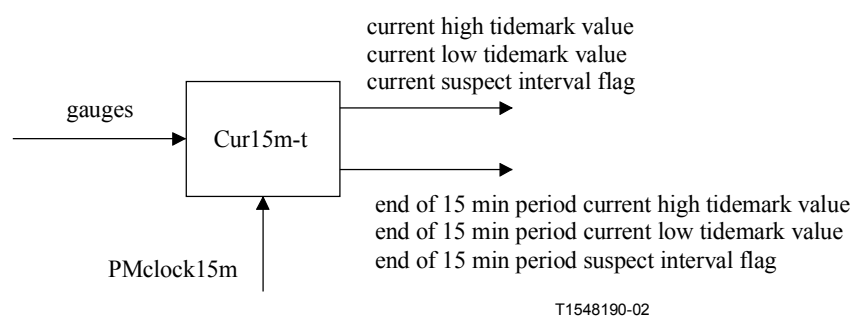 current high tidemark value
current low tidemark value
current suspect interval flag
gauges
Cur15m-t
end of 15 min period current high tidemark value
end of 15 min period current low tidemark value
end of 15 min period suspect interval flag
PMclock15m
T1548190-02